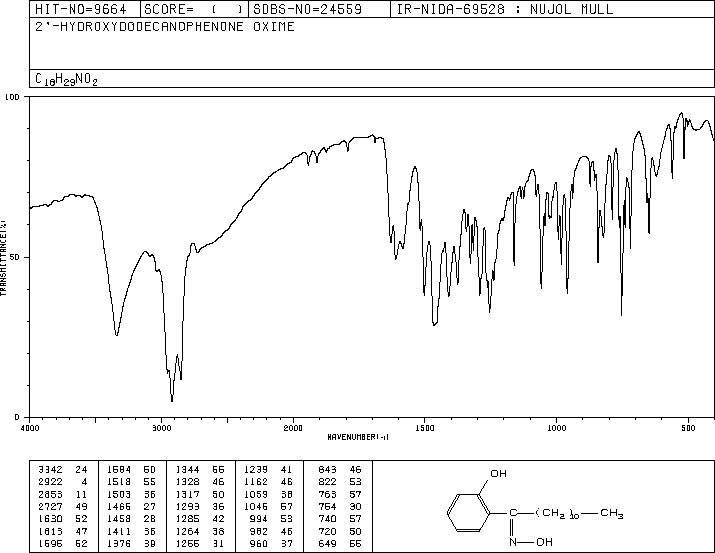 HIT-NO=9664 SCORE= ( ) SDBS-NO=24559 IR-NIDA-69528 : NUJOL MULL
2'-HYDROXYDODECANOPHENONE OXIME
C18H29NO2
100
50
0
TRANSMITTANCE(%)
4000 3000 2000 1500 1000 500
WAVENUMBER(-1)
3342 24 1584 50 1344 55 1239 41 843 46
2922 4 1518 55 1328 46 1162 46 822 53
2853 11 1503 36 1317 50 1059 38 763 57
2727 49 1466 27 1293 36 1046 57 754 30
1630 52 1458 28 1285 42 994 53 740 57
1613 47 1411 36 1264 38 982 46 720 50
1595 52 1376 39 1255 31 960 37 649 55
OH
C (CH2)10 CH3
N OH